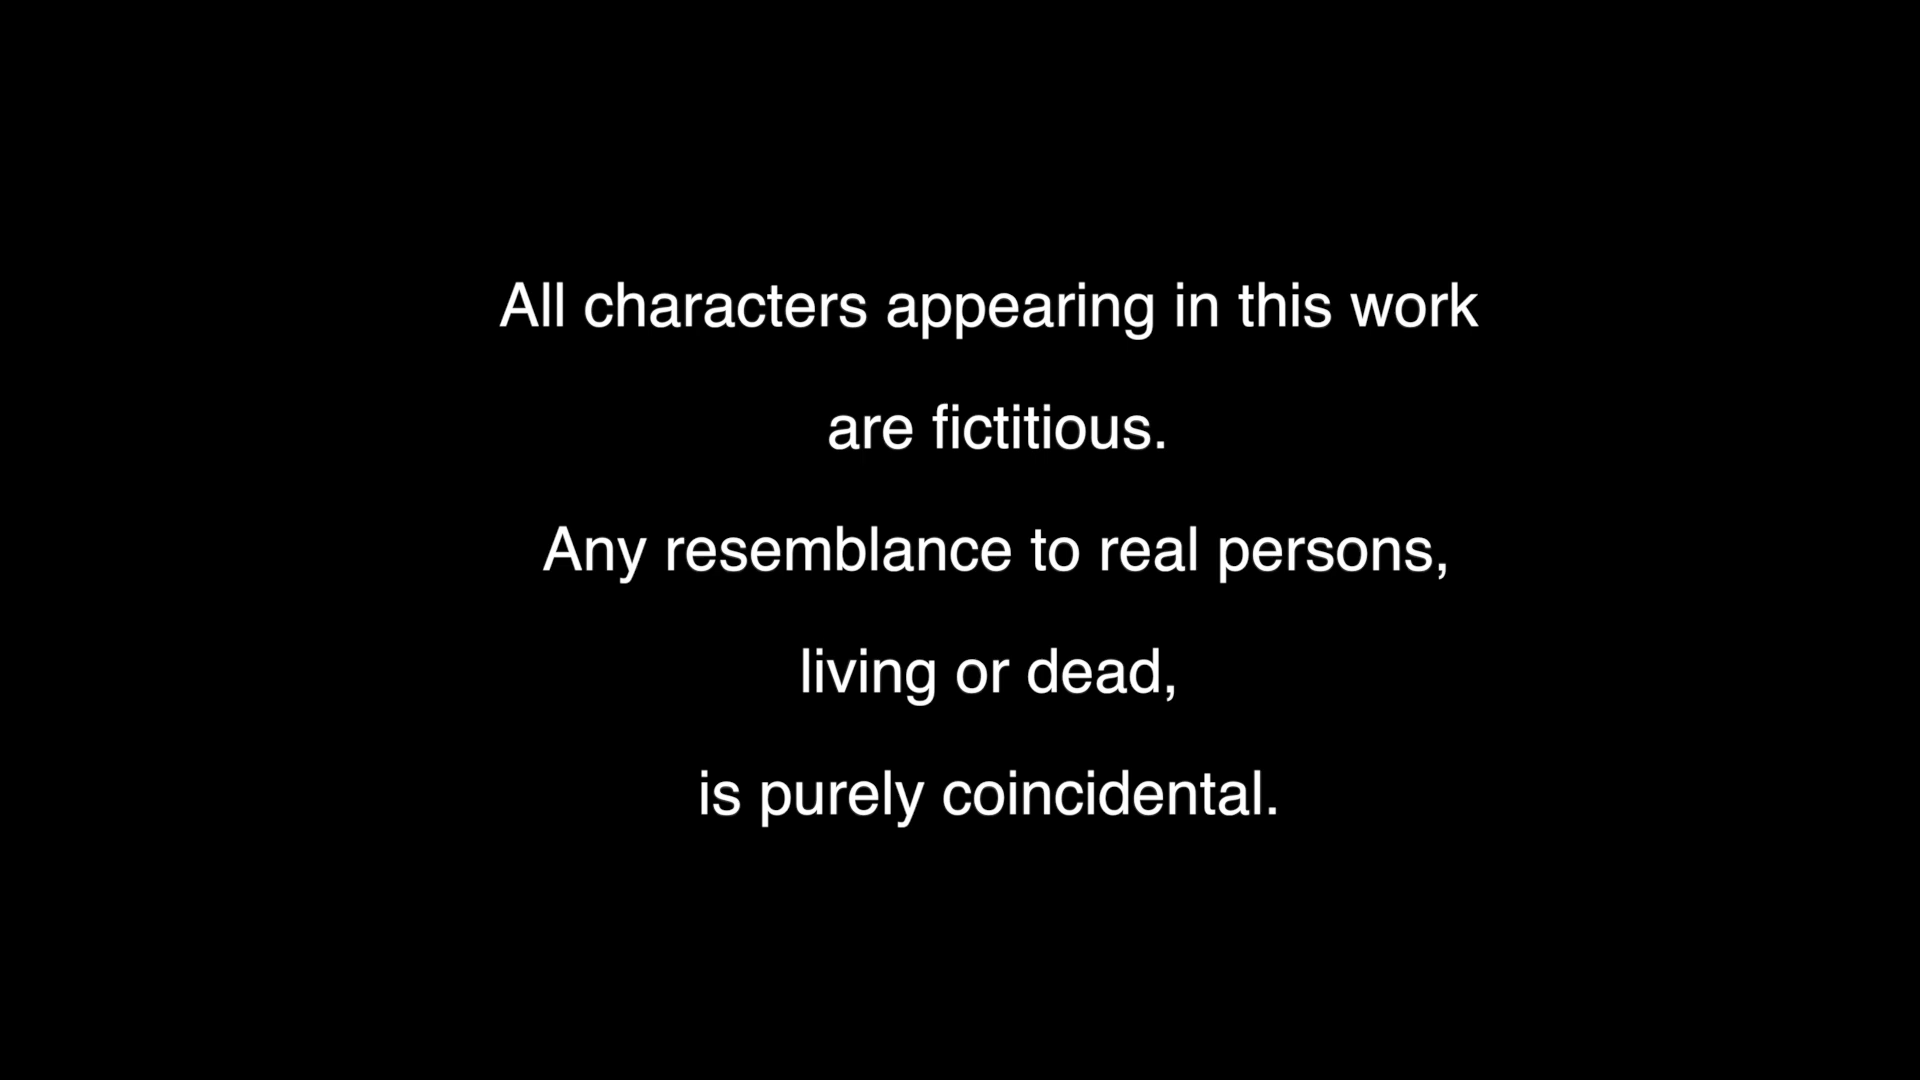 All characters appearing in this work
are fictitious.
Any resemblance to real persons,
living or dead,
is purely coincidental.